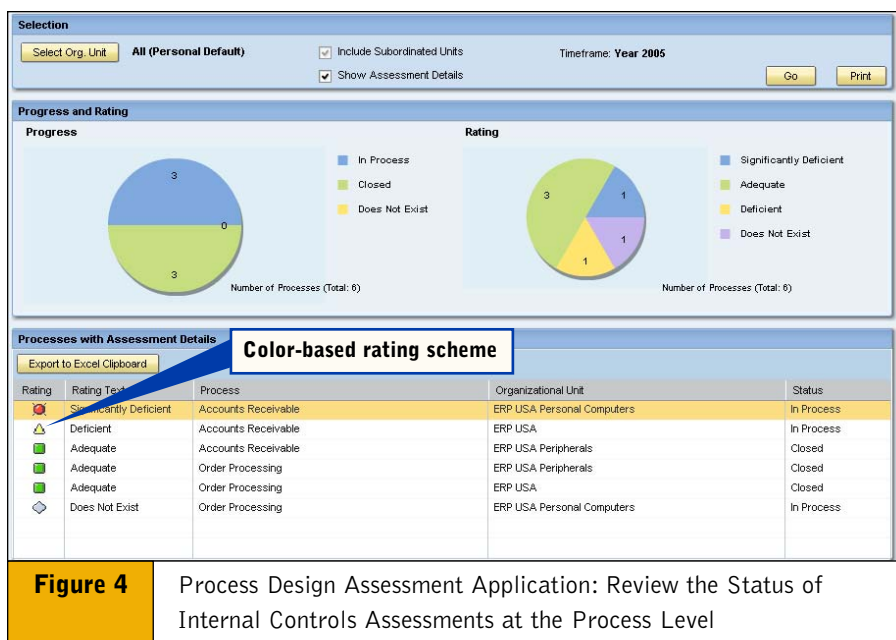 Selection
Select Org. Unit All (Personal Default) Include Subordinated Units Timeframe: Year 2005
Show Assessment Details Go Print
Progress and Rating
Progress Rating
3
0
3
In Process
Closed
Does Not Exist
Number of Processes (Total: 6)
3
1
1
1
Significantly Deficient
Adequate
Deficient
Does Not Exist
Number of Processes (Total: 6)
Processes with Assessment Details
Color-based rating scheme
Export to Excel Clipboard
Rating Rating Text Process Organizational Unit Status
Significantly Deficient Accounts Receivable ERP USA Personal Computers In Process
Deficient Accounts Receivable ERP USA In Process
Adequate Accounts Receivable ERP USA Peripherals Closed
Adequate Order Processing ERP USA Peripherals Closed
Adequate Order Processing ERP USA Closed
Does Not Exist Order Processing ERP USA Personal Computers In Process
Figure 4 Process Design Assessment Application: Review the Status of
Internal Controls Assessments at the Process Level